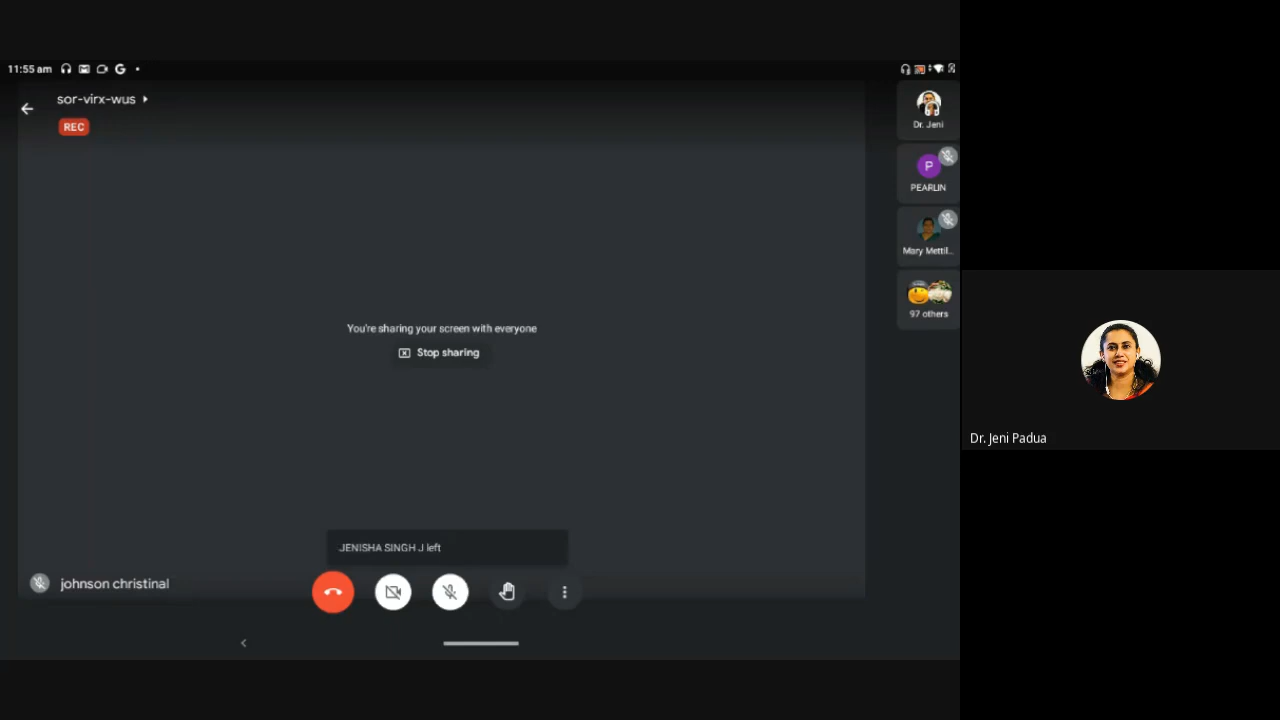 11:55 am
sor-virx-wus
REC
Dr. Jeni
P
PEARLIN
Mary Mettil...
97 others
You're sharing your screen with everyone
Stop sharing
JENISHA SINGH J left
johnson christinal
Dr. Jeni Padua